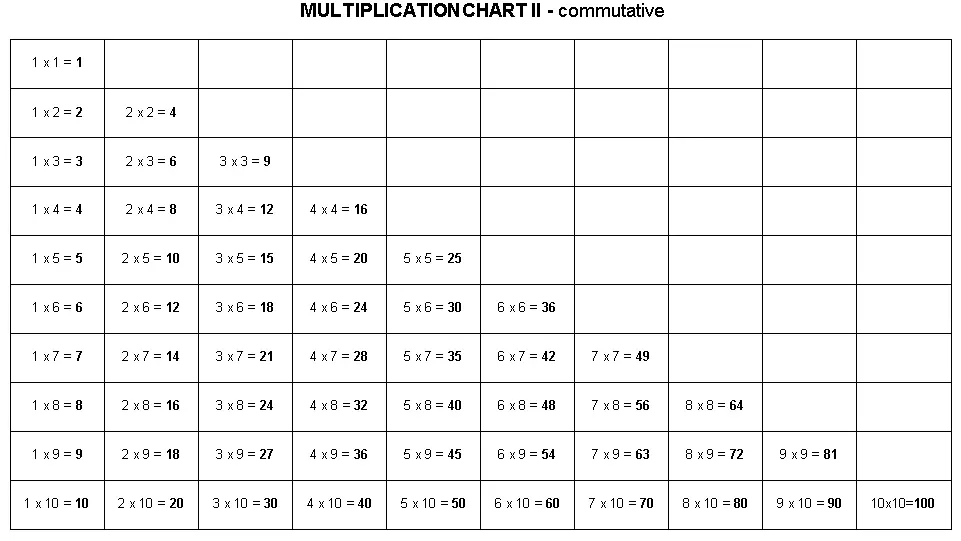 MULTIPLICATION CHART II - commutative
1 x 1 = 1
1 x 2 = 2 2 x 2 = 4
1 x 3 = 3 2 x 3 = 6 3 x 3 = 9
1 x 4 = 4 2 x 4 = 8 3 x 4 = 12 4 x 4 = 16
1 x 5 = 5 2 x 5 = 10 3 x 5 = 15 4 x 5 = 20 5 x 5 = 25
1 x 6 = 6 2 x 6 = 12 3 x 6 = 18 4 x 6 = 24 5 x 6 = 30 6 x 6 = 36
1 x 7 = 7 2 x 7 = 14 3 x 7 = 21 4 x 7 = 28 5 x 7 = 35 6 x 7 = 42 7 x 7 = 49
1 x 8 = 8 2 x 8 = 16 3 x 8 = 24 4 x 8 = 32 5 x 8 = 40 6 x 8 = 48 7 x 8 = 56 8 x 8 = 64
1 x 9 = 9 2 x 9 = 18 3 x 9 = 27 4 x 9 = 36 5 x 9 = 45 6 x 9 = 54 7 x 9 = 63 8 x 9 = 72 9 x 9 = 81
1 x 10 = 10 2 x 10 = 20 3 x 10 = 30 4 x 10 = 40 5 x 10 = 50 6 x 10 = 60 7 x 10 = 70 8 x 10 = 80 9 x 10 = 90 10x10=100